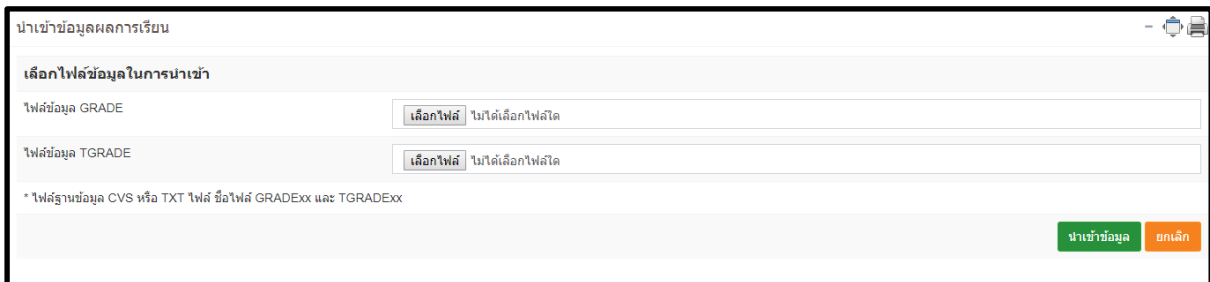 นำเข้าข้อมูลผลการเรียน
เลือกไฟล์ข้อมูลในการนำเข้า
ไฟล์ข้อมูล GRADE
เลือกไฟล์ ไม่ได้เลือกไฟล์ใด
ไฟล์ข้อมูล TGRADE
เลือกไฟล์ ไม่ได้เลือกไฟล์ใด
* ไฟล์ฐานข้อมูล CVS หรือ TXT ไฟล์ ชื่อไฟล์ GRADExx และ TGRADExx
นำเข้าข้อมูล ยกเลิก